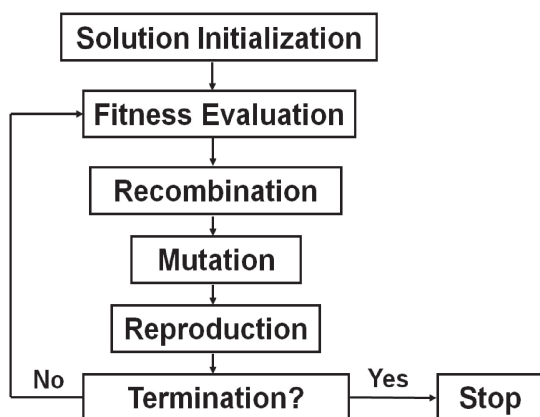 Solution Initialization
Fitness Evaluation
Recombination
Mutation
Reproduction
No
Termination?
Yes
Stop